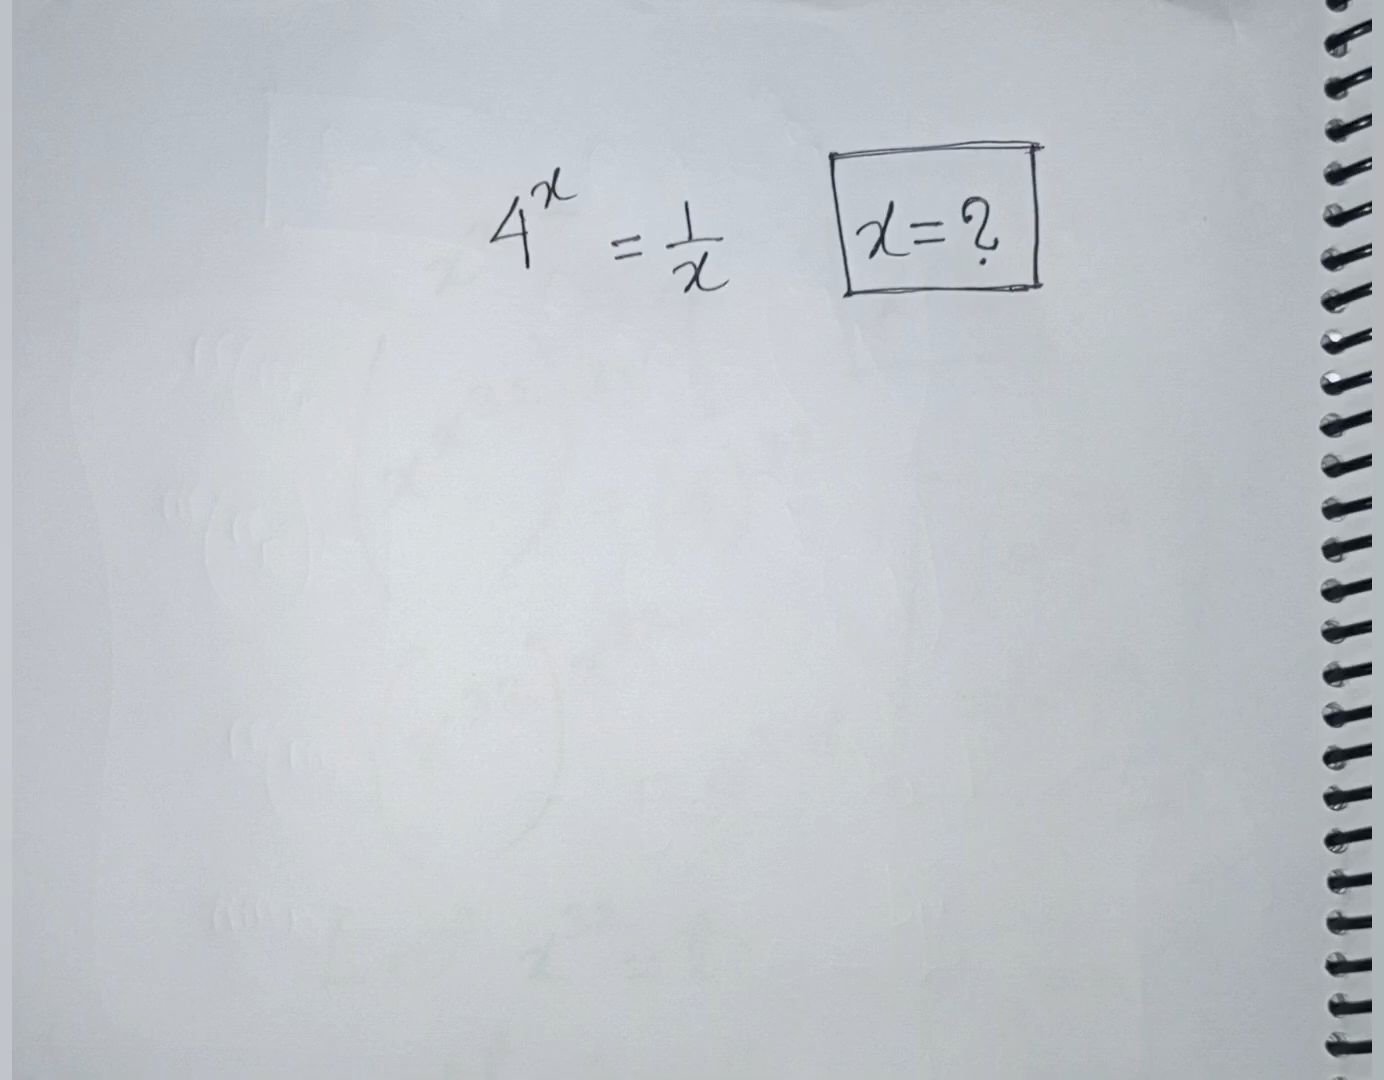 4^x = 1/x    x = ?